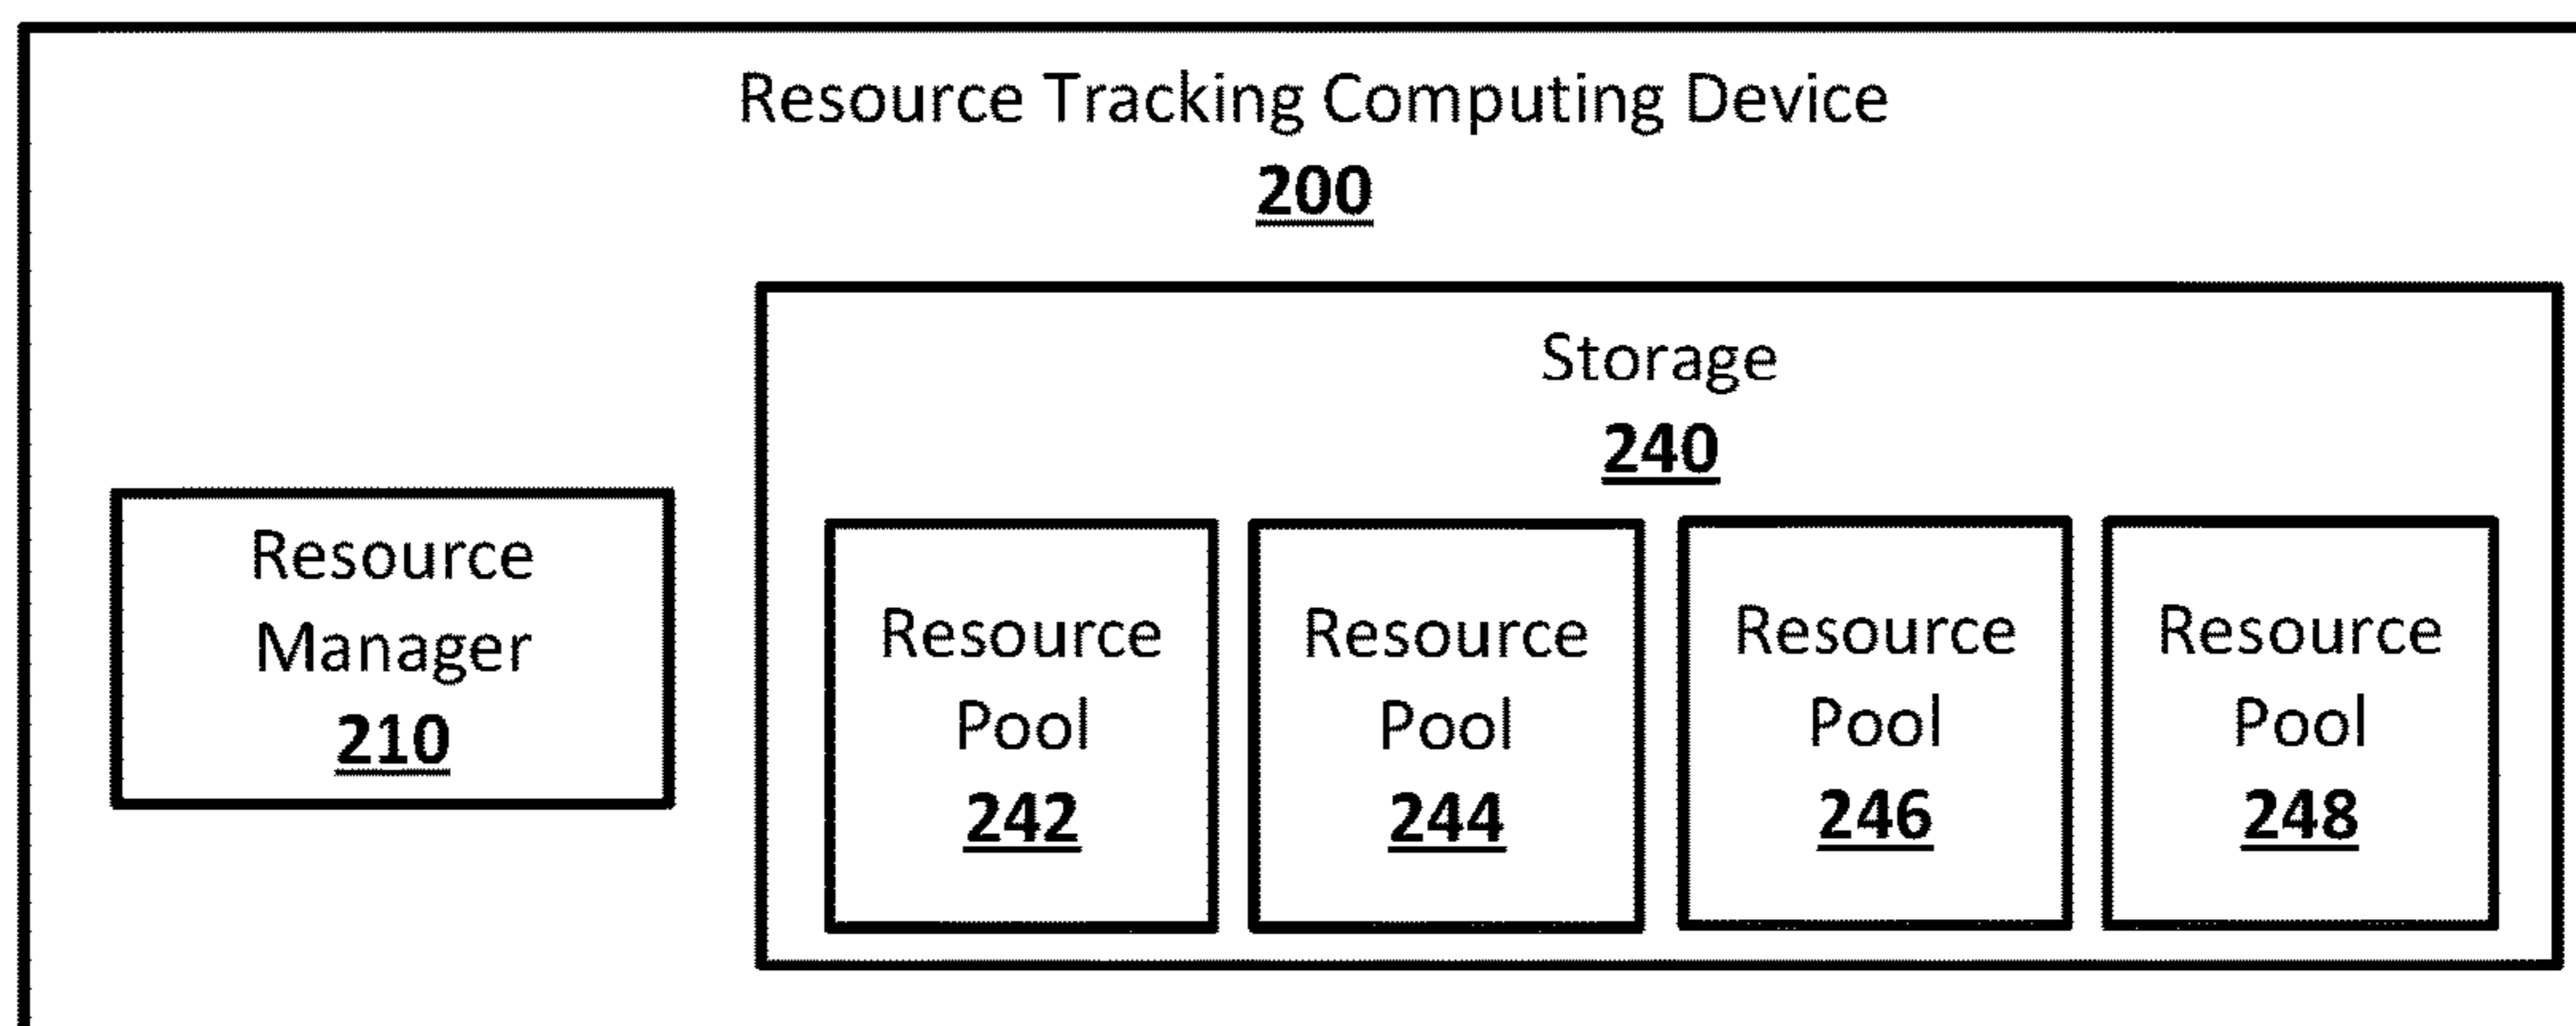 Resource Tracking Computing Device
200
Storage
240
Resource
Manager
210
Resource
Pool
242
Resource
Pool
244
Resource
Pool
246
Resource
Pool
248